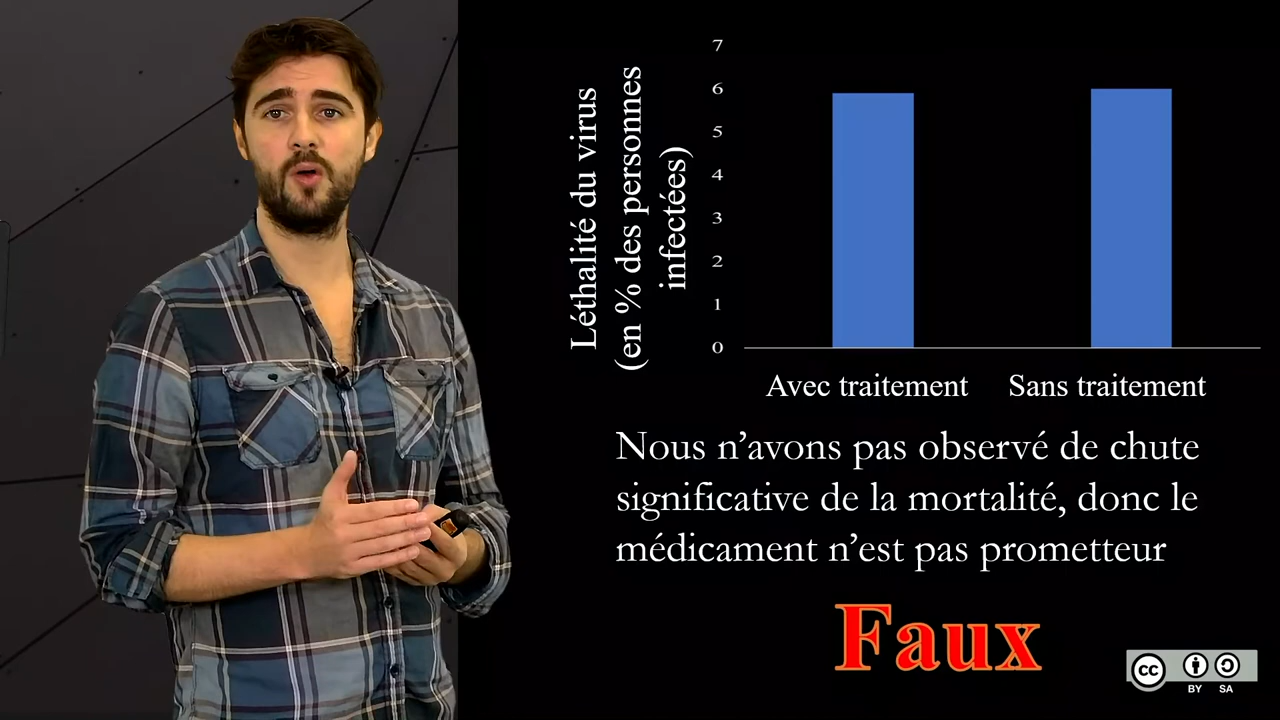 Léthalité du virus
(en % des personnes
infectées)
7
6
5
4
3
2
1
0
Avec traitement
Sans traitement
Nous n’avons pas observé de chute
significative de la mortalité, donc le
médicament n’est pas prometteur
Faux
cc
BY
SA